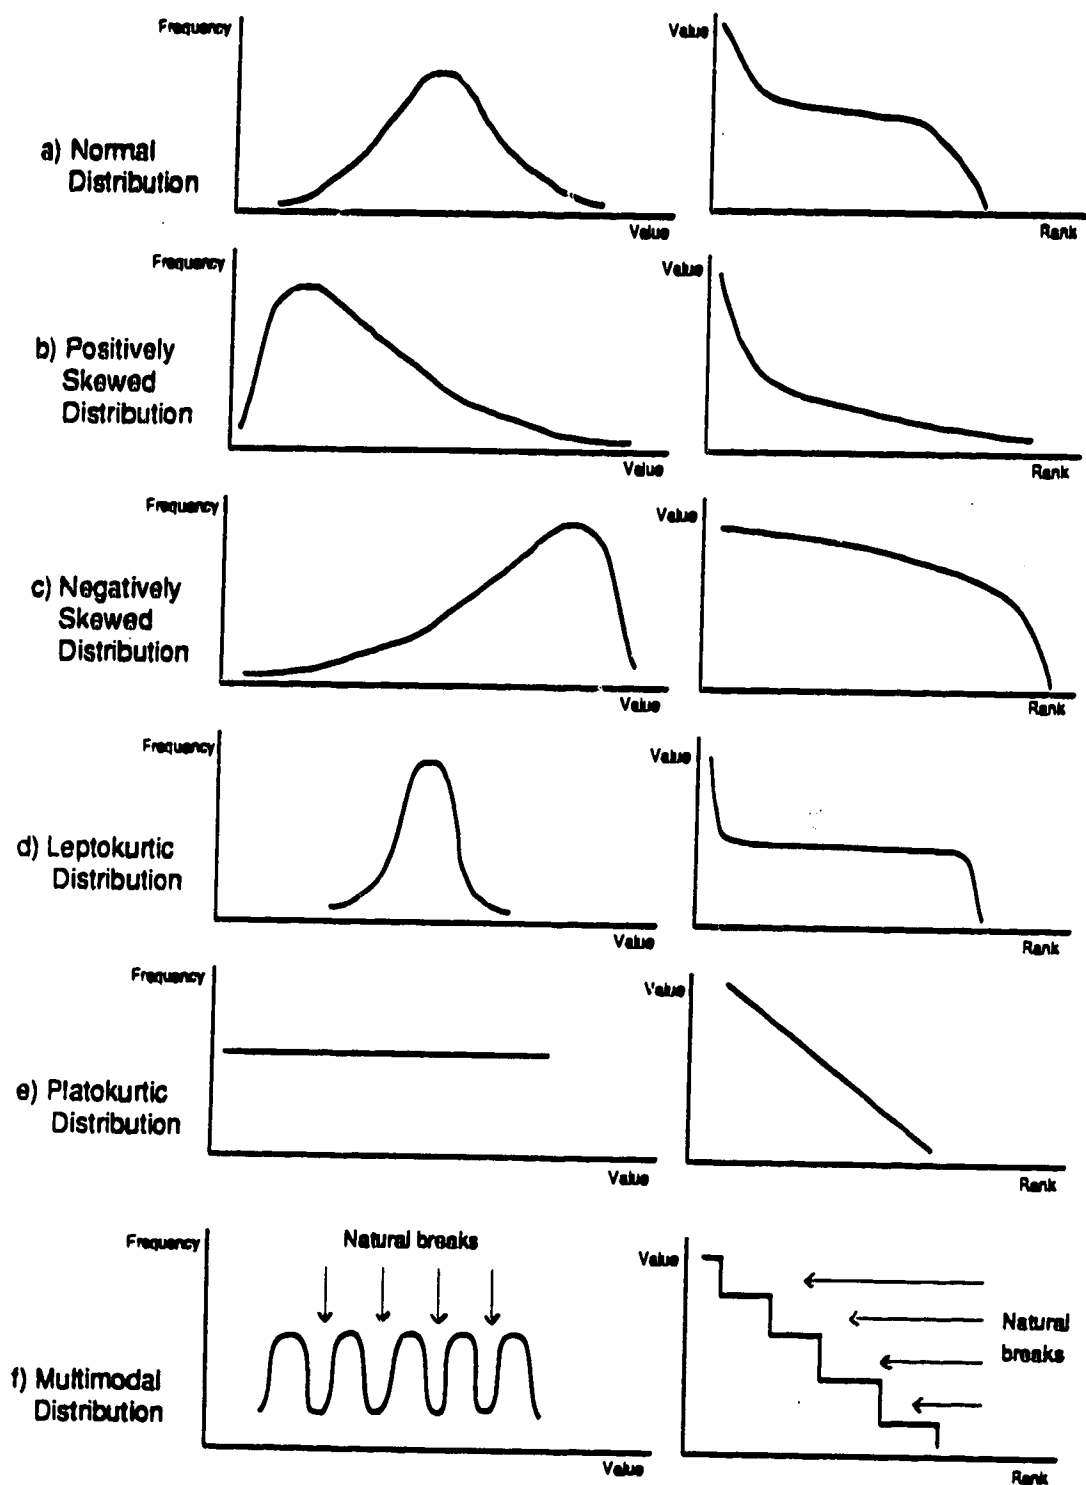 Frequency
Value
a) Normal
Distribution
Value
Rank
Frequency
Value
b) Positively
Skewed
Distribution
Value
Rank
Frequency
Value
c) Negatively
Skewed
Distribution
Value
Rank
Frequency
Value
d) Leptokurtic
Distribution
Value
Rank
Frequency
Value
e) Platokurtic
Distribution
Value
Rank
Frequency
Natural breaks
Value
Natural
breaks
f) Multimodal
Distribution
Value
Rank